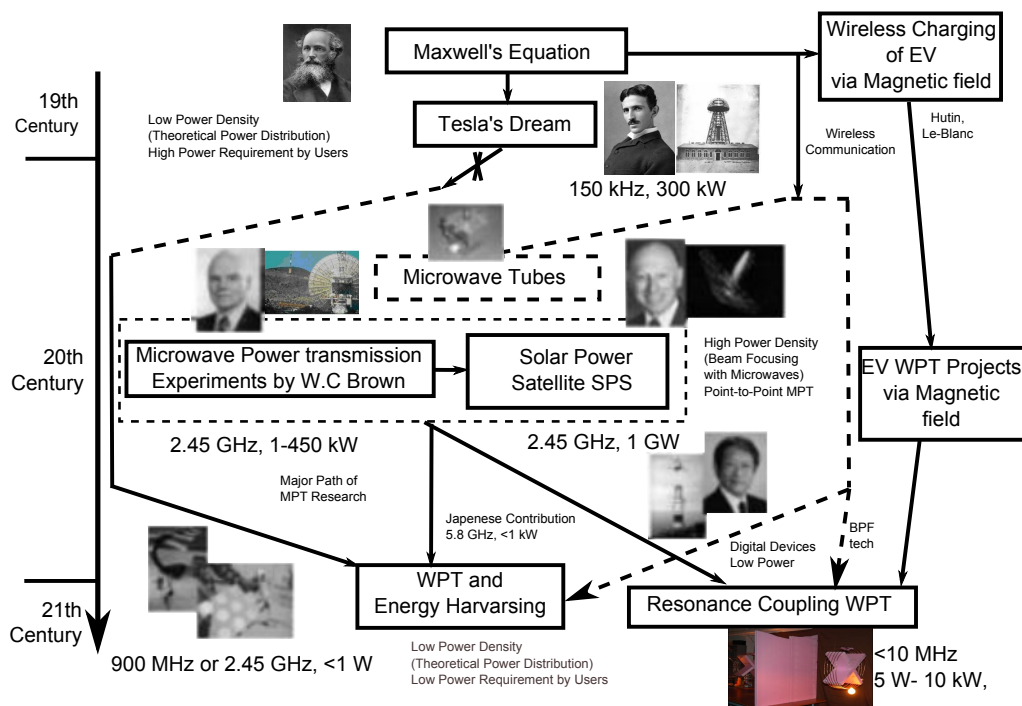 Maxwell's Equation
Wireless Charging
of EV
via Magnetic field
19th
Century
Low Power Density
(Theoretical Power Distribution)
High Power Requirement by Users
Tesla's Dream
Wireless
Communication
Hutin,
Le-Blanc
150 kHz, 300 kW
Microwave Tubes
20th
Century
Microwave Power transmission
Experiments by W.C Brown
Solar Power
Satellite SPS
High Power Density
(Beam Focusing
with Microwaves)
Point-to-Point MPT
EV WPT Projects
via Magnetic
field
2.45 GHz, 1-450 kW
2.45 GHz, 1 GW
Major Path of
MPT Research
Japenese Contribution
5.8 GHz, <1 kW
Digital Devices
Low Power
BPF
tech
21th
Century
WPT and
Energy Harvarsing
Resonance Coupling WPT
900 MHz or 2.45 GHz, <1 W
Low Power Density
(Theoretical Power Distribution)
Low Power Requirement by Users
<10 MHz
5 W- 10 kW,